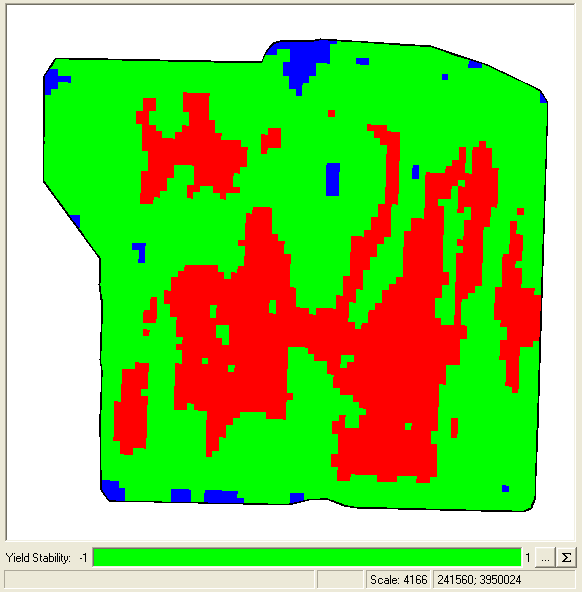 Yield Stability: -1 1 ... Σ
Scale: 4166 241560; 3950024